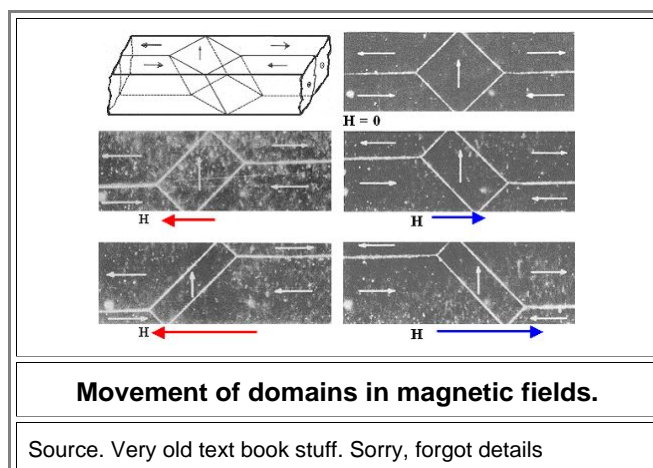 H = 0
H
H
H
H
Movement of domains in magnetic fields.
Source. Very old text book stuff. Sorry, forgot details